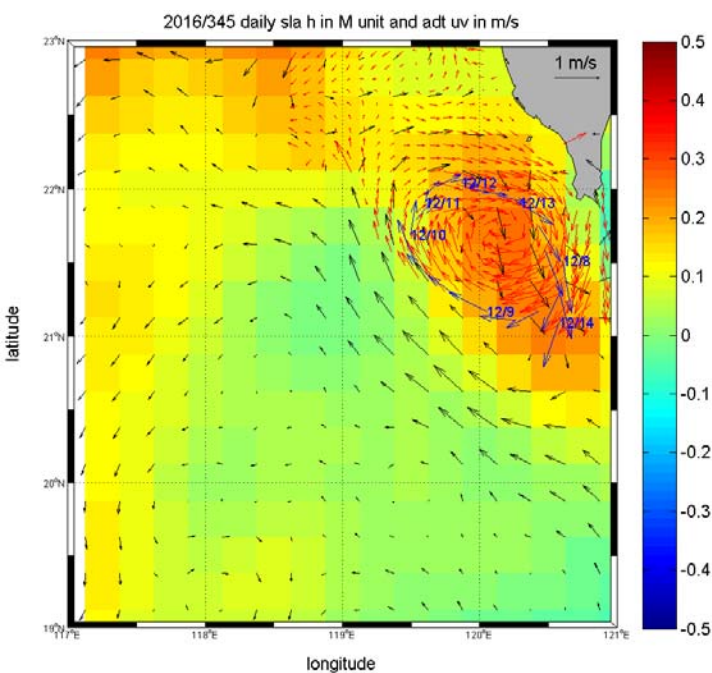 2016/345 daily sla h in M unit and adt uv in m/s
23°N
22°N
21°N
20°N
19°N
117°E
118°E
119°E
120°E
121°E
latitude
longitude
1 m/s
12/12
12/11
12/13
12/10
12/8
12/9
12/14
0.5
0.4
0.3
0.2
0.1
0
-0.1
-0.2
-0.3
-0.4
-0.5